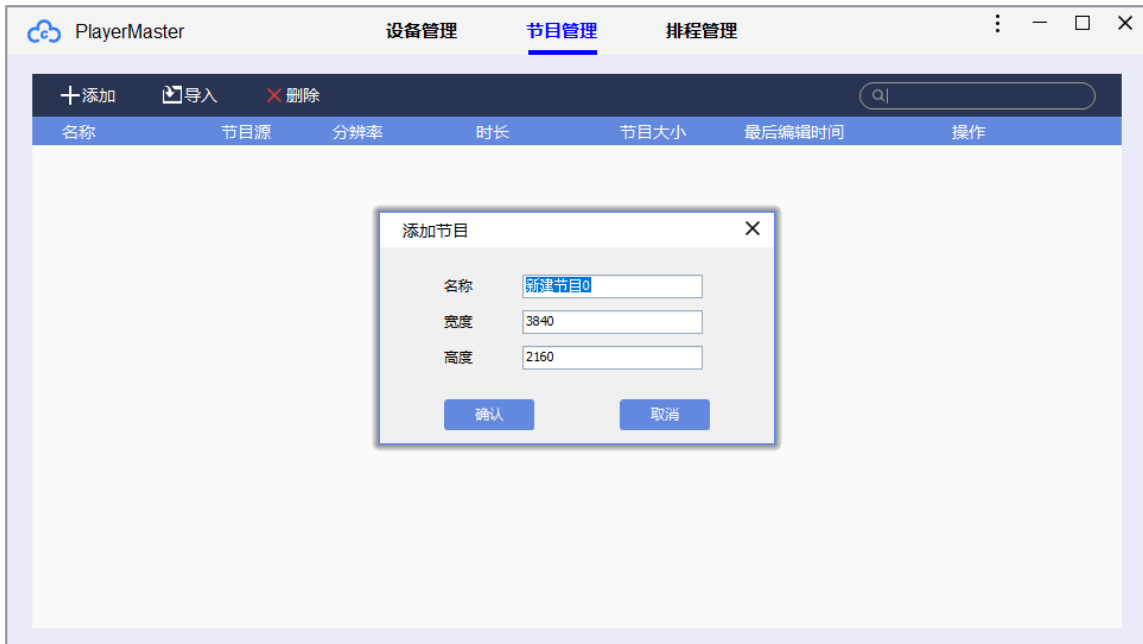 PlayerMaster 设备管理 节目管理 排程管理
添加 导入 删除
名称 节目源 分辨率 时长 节目大小 最后编辑时间 操作
添加节目
名称 新建节目0
宽度 3840
高度 2160
确认 取消